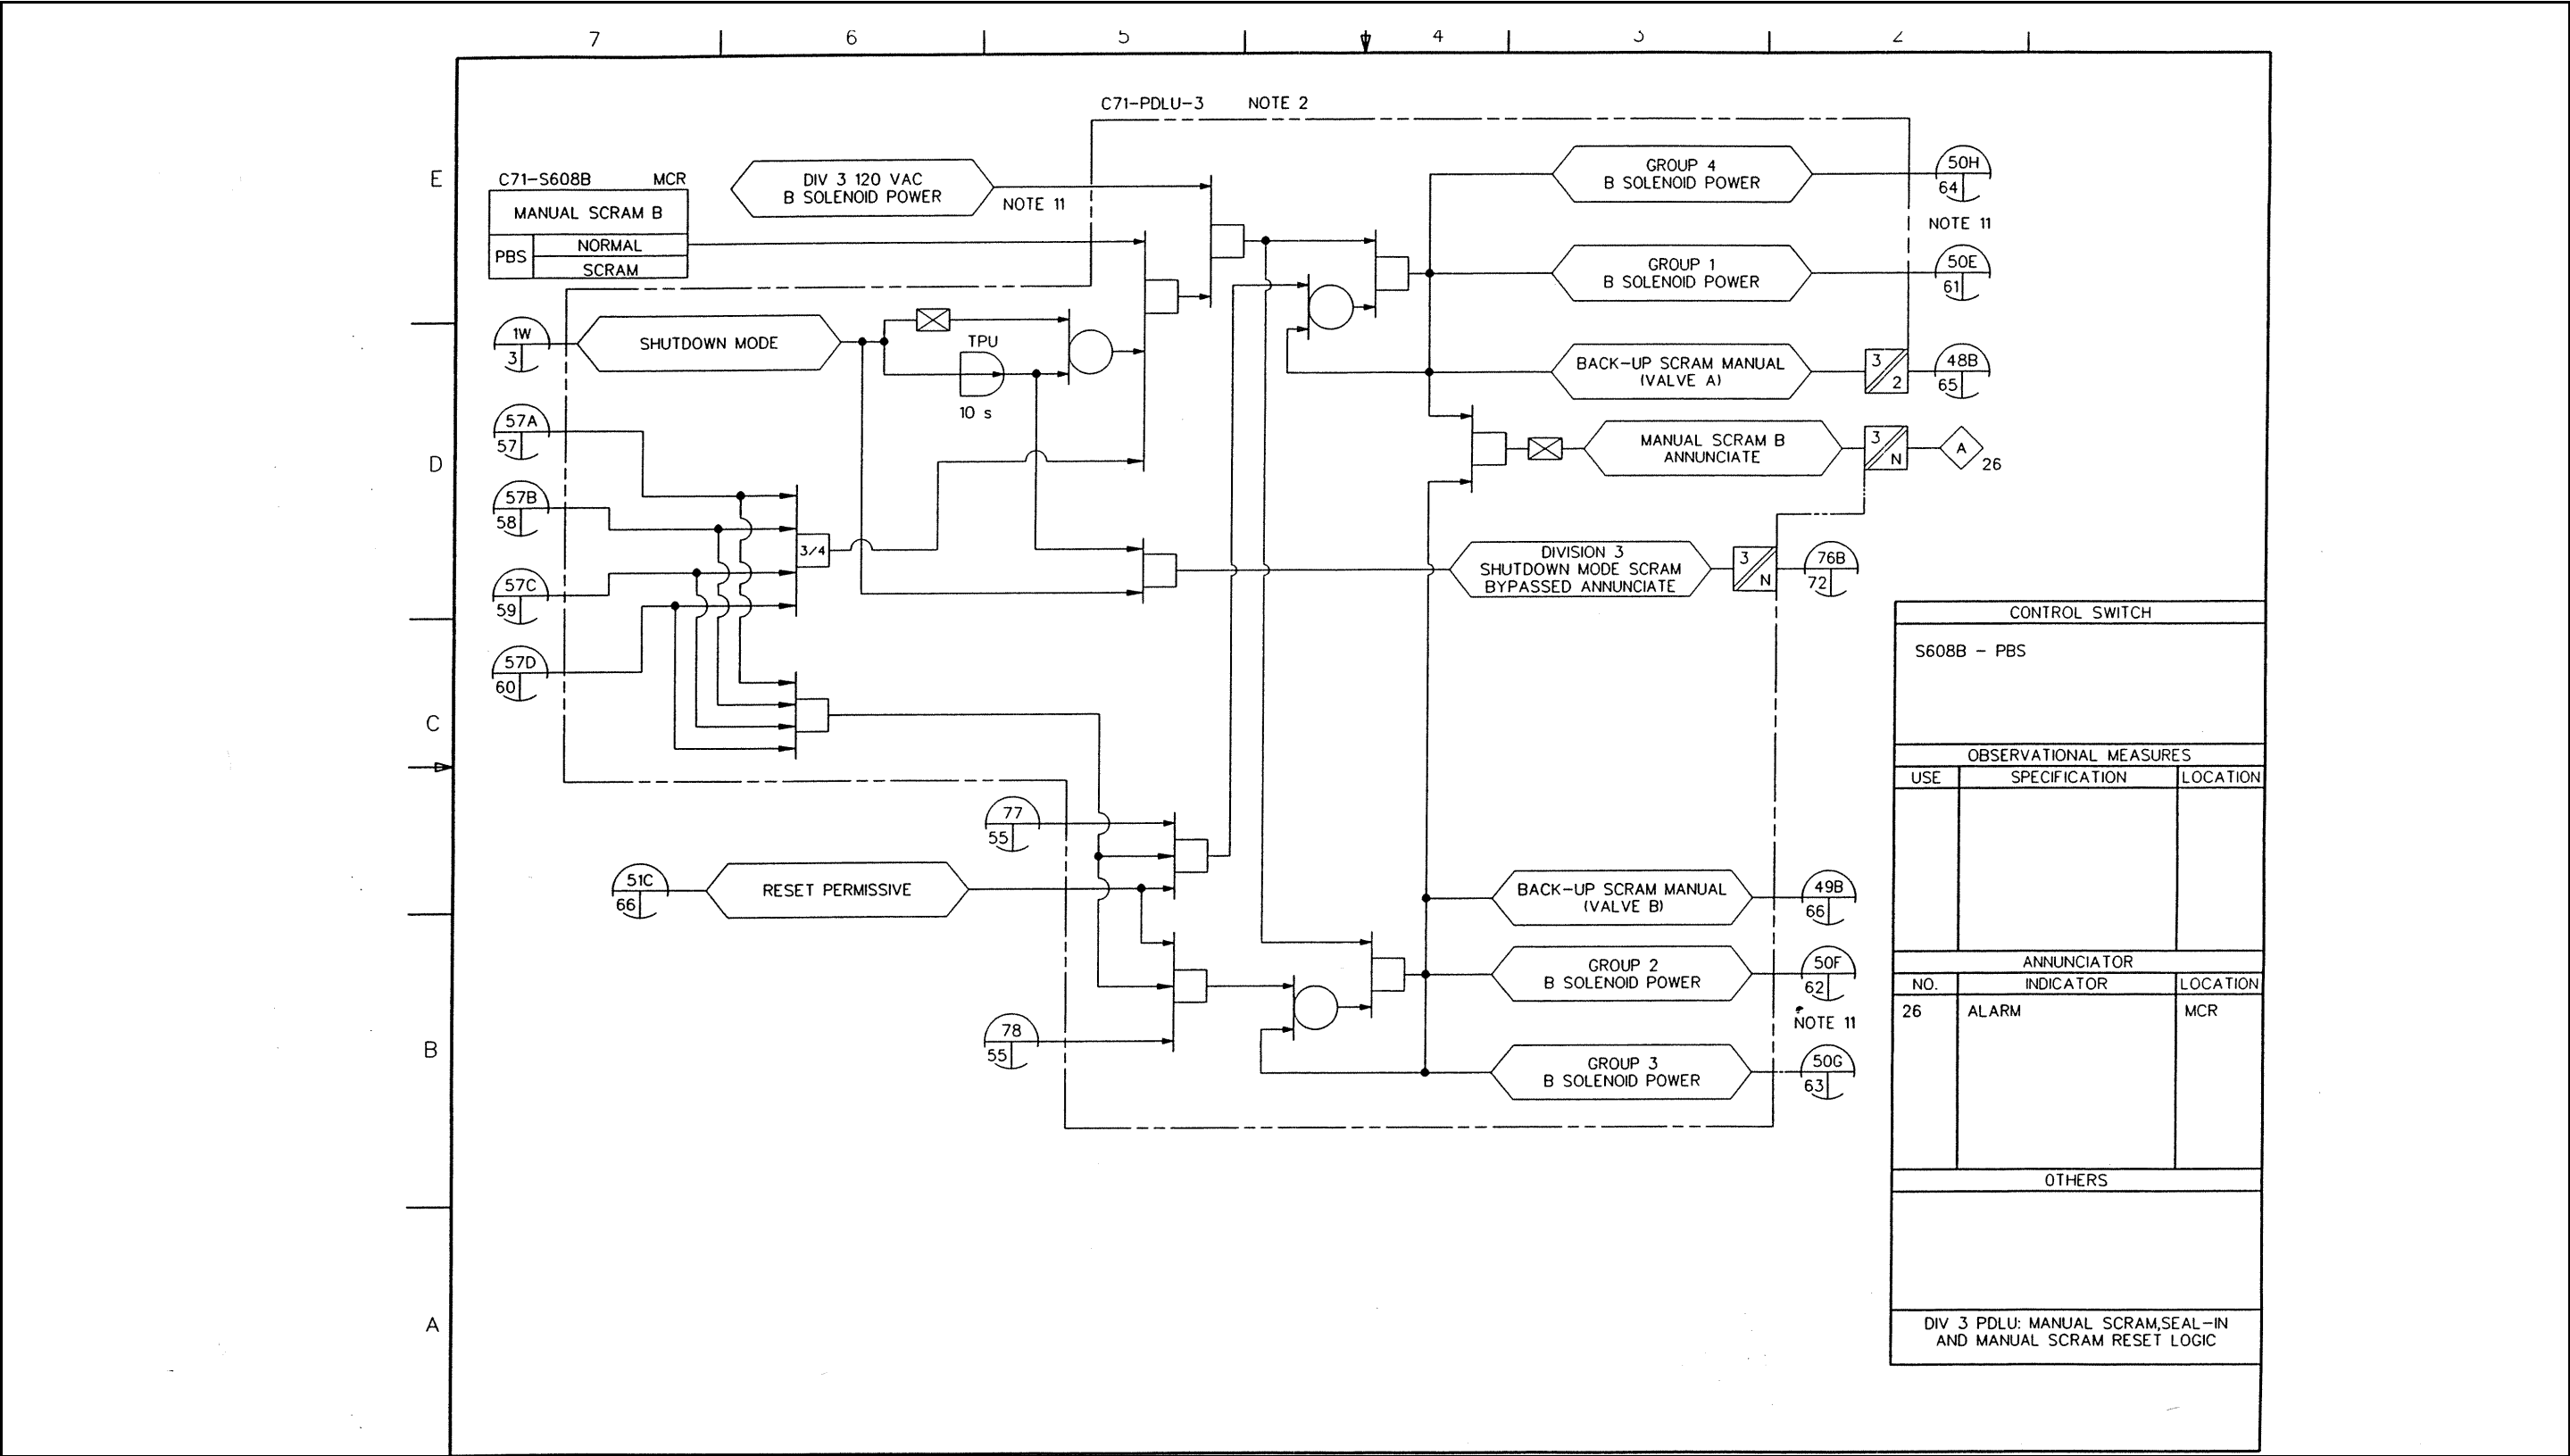 7
6
5
4
C71-PDLU-3
NOTE 2
E
C71-S608B
MCR
MANUAL SCRAM B
PBS
NORMAL
SCRAM
DIV 3 120 VAC
B SOLENOID POWER
NOTE 11
GROUP 4
B SOLENOID POWER
50H
64
NOTE 11
GROUP 1
B SOLENOID POWER
50E
61
1W
3
SHUTDOWN MODE
TPU
10 s
BACK-UP SCRAM MANUAL
(VALVE A)
3
2
48B
65
D
57A
57
MANUAL SCRAM B
ANNUNCIATE
3
N
A
26
57B
58
3/4
57C
59
DIVISION 3
SHUTDOWN MODE SCRAM
BYPASSED ANNUNCIATE
3
N
76B
72
57D
60
C
77
55
51C
66
RESET PERMISSIVE
BACK-UP SCRAM MANUAL
(VALVE B)
49B
66
GROUP 2
B SOLENOID POWER
50F
62
NOTE 11
B
78
55
GROUP 3
B SOLENOID POWER
50G
63
A
CONTROL SWITCH
S608B - PBS
OBSERVATIONAL MEASURES
USE
SPECIFICATION
LOCATION
ANNUNCIATOR
NO.
INDICATOR
LOCATION
26
ALARM
MCR
OTHERS
DIV 3 PDLU: MANUAL SCRAM,SEAL-IN
AND MANUAL SCRAM RESET LOGIC